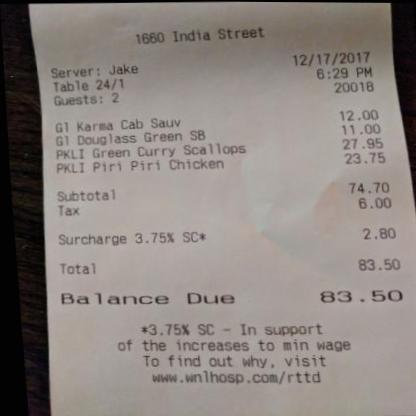 1660 India Street
Server: Jake 12/17/2017
Table 24/1 6:29 PM
Guests: 2 20018
Gl Karma Cab Sauv 12.00
Gl Douglass Green SB 11.00
PKLI Green Curry Scallops 27.95
PKLI Piri Piri Chicken 23.75
Subtotal 74.70
Tax 6.00
Surcharge 3.75% SC* 2.80
Total 83.50
Balance Due 83.50
*3.75% SC - In support
of the increases to min wage
To find out why, visit
www.wnlhosp.com/rttd